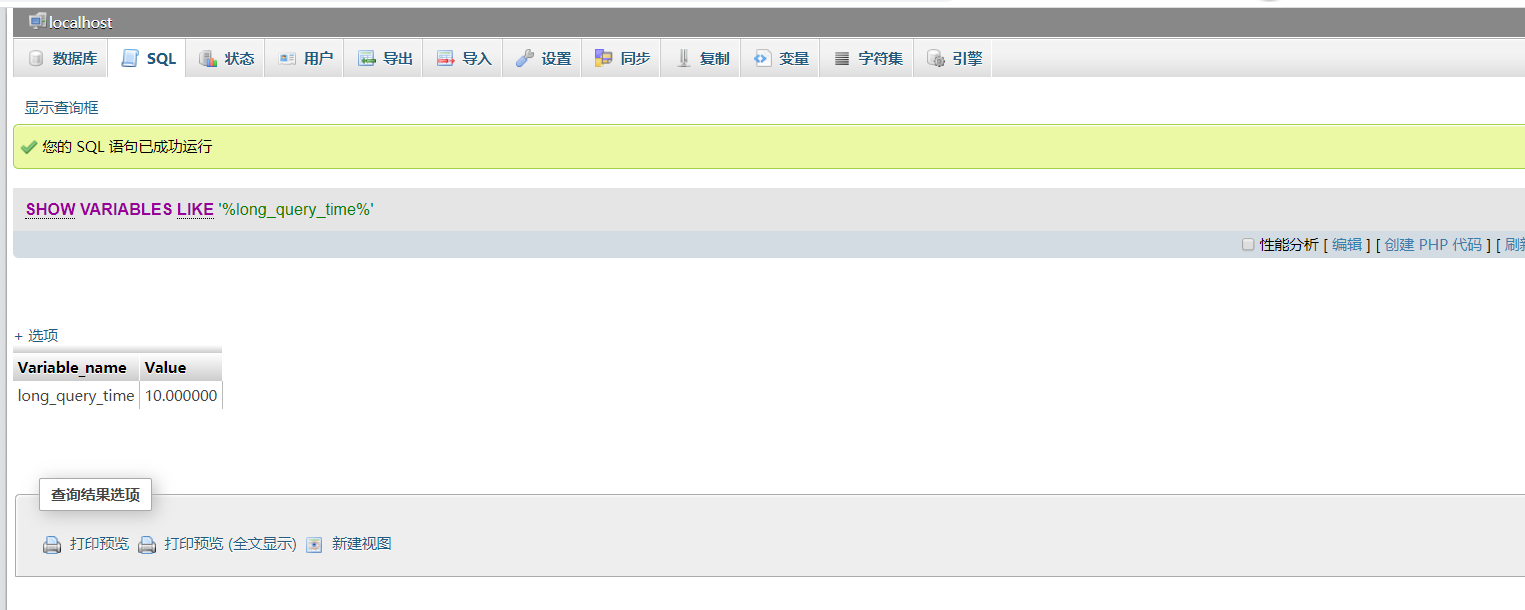 localhost
数据库 SQL 状态 用户 导出 导入 设置 同步 复制 变量 字符集 引擎
显示查询框
您的 SQL 语句已成功运行
SHOW VARIABLES LIKE '%long_query_time%'
性能分析 [ 编辑 ] [ 创建 PHP 代码 ] [ 刷新
+ 选项
Variable_name Value
long_query_time 10.000000
查询结果选项
打印预览 打印预览 (全文显示) 新建视图